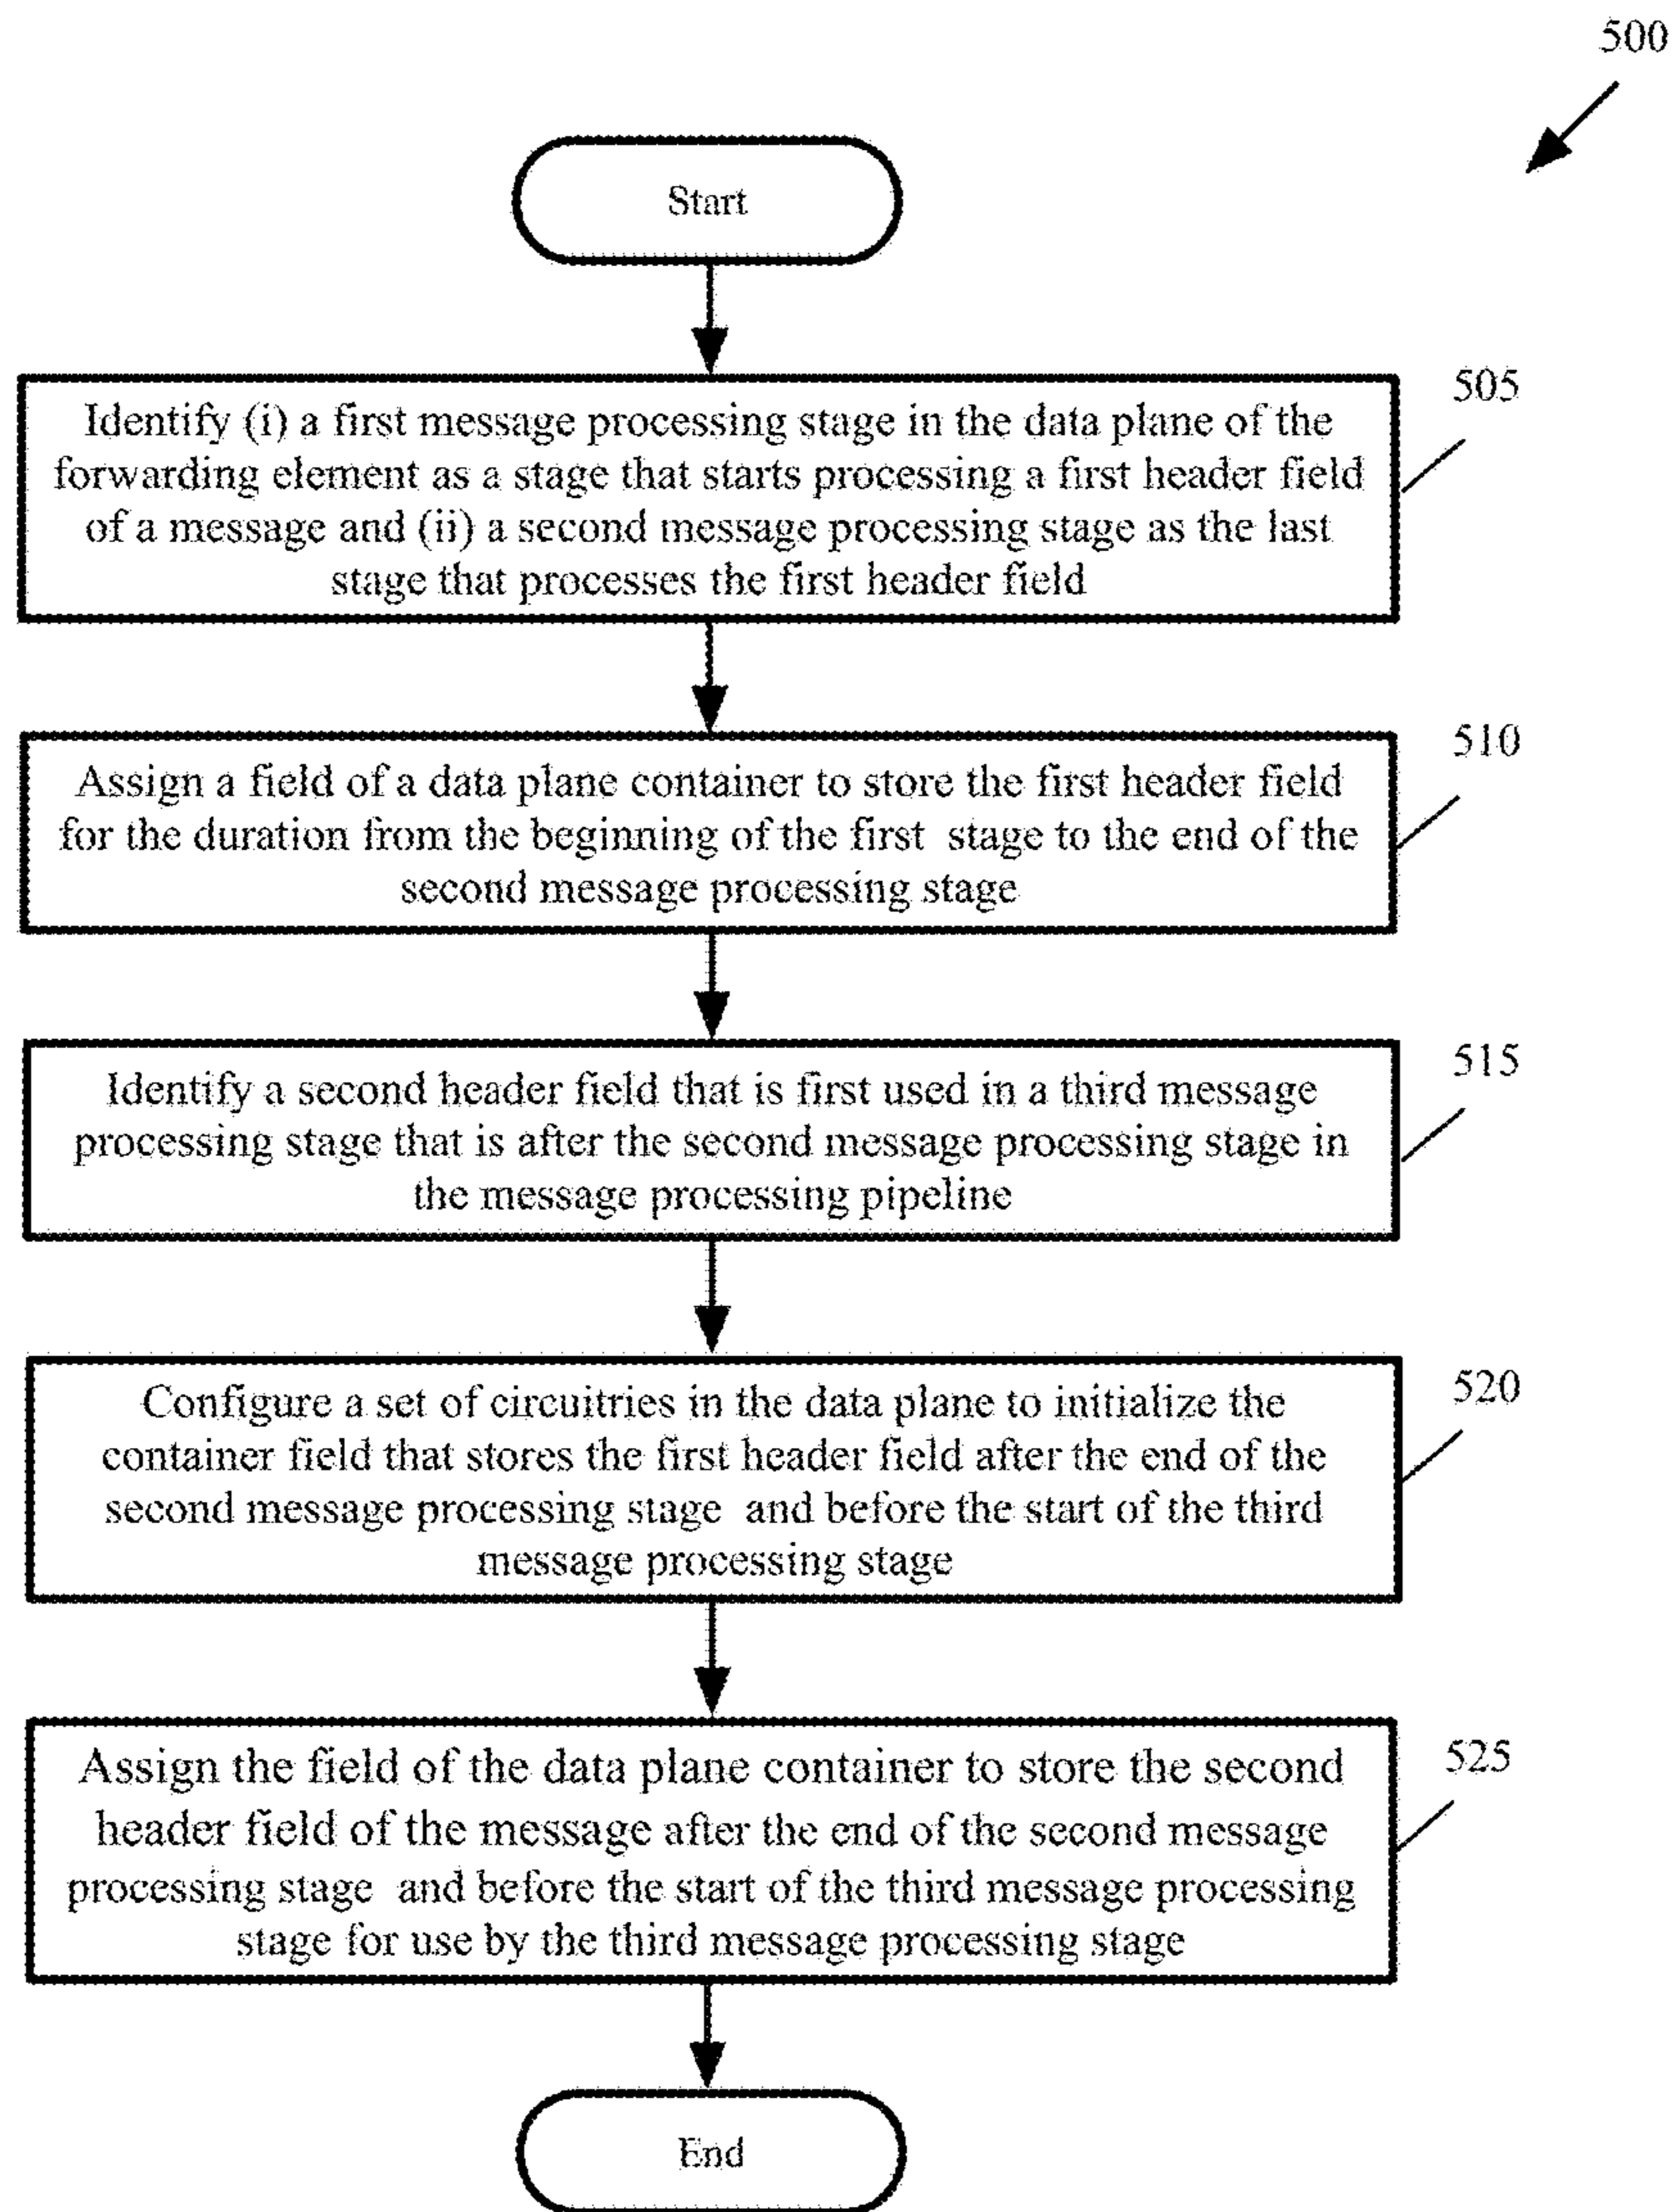 500
Start
505
Identify (i) a first message processing stage in the data plane of the
forwarding element as a stage that starts processing a first header field
of a message and (ii) a second message processing stage as the last
stage that processes the first header field
510
Assign a field of a data plane container to store the first header field
for the duration from the beginning of the first stage to the end of the
second message processing stage
515
Identify a second header field that is first used in a third message
processing stage that is after the second message processing stage in
the message processing pipeline
520
Configure a set of circuitries in the data plane to initialize the
container field that stores the first header field after the end of the
second message processing stage and before the start of the third
message processing stage
525
Assign the field of the data plane container to store the second
header field of the message after the end of the second message
processing stage and before the start of the third message processing
stage for use by the third message processing stage
End